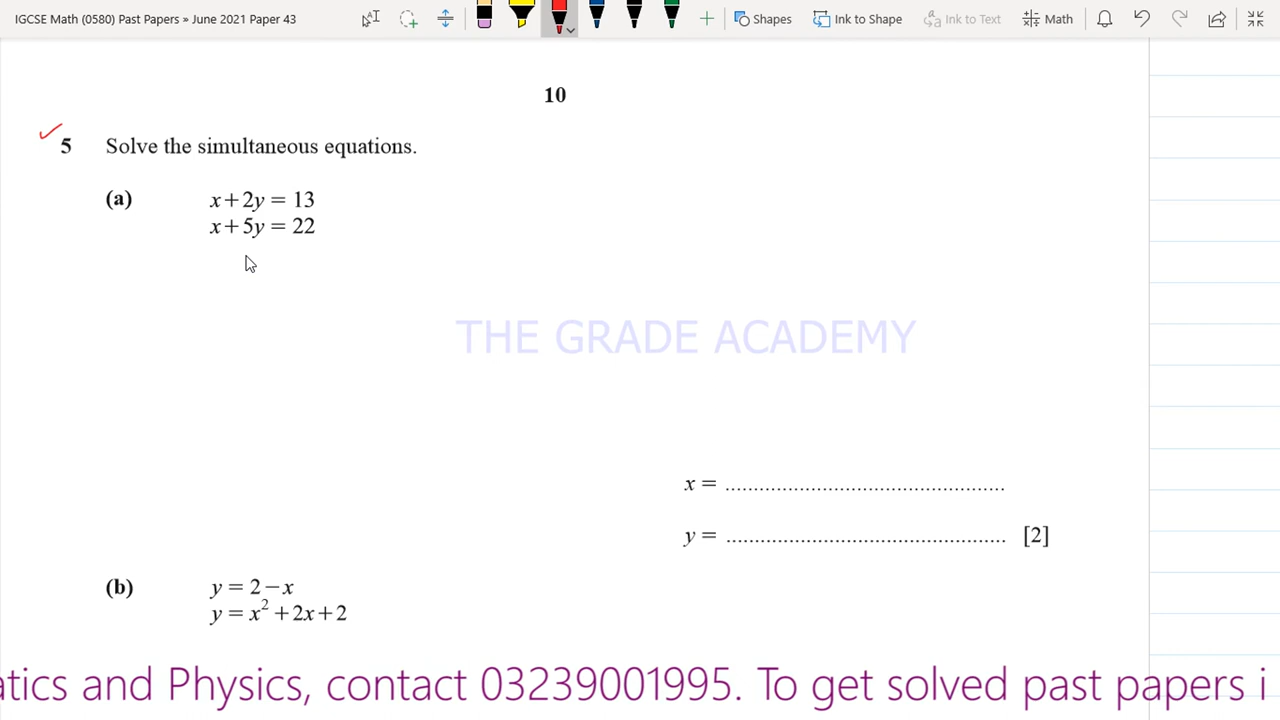 IGCSE Math (0580) Past Papers » June 2021 Paper 43
Shapes
Ink to Shape
Ink to Text
Math
10
5 Solve the simultaneous equations.
(a) x + 2y = 13
x + 5y = 22
THE GRADE ACADEMY
x = ................................................
y = ................................................ [2]
(b) y = 2 − x
y = x² + 2x + 2
atics and Physics, contact 03239001995. To get solved past papers i